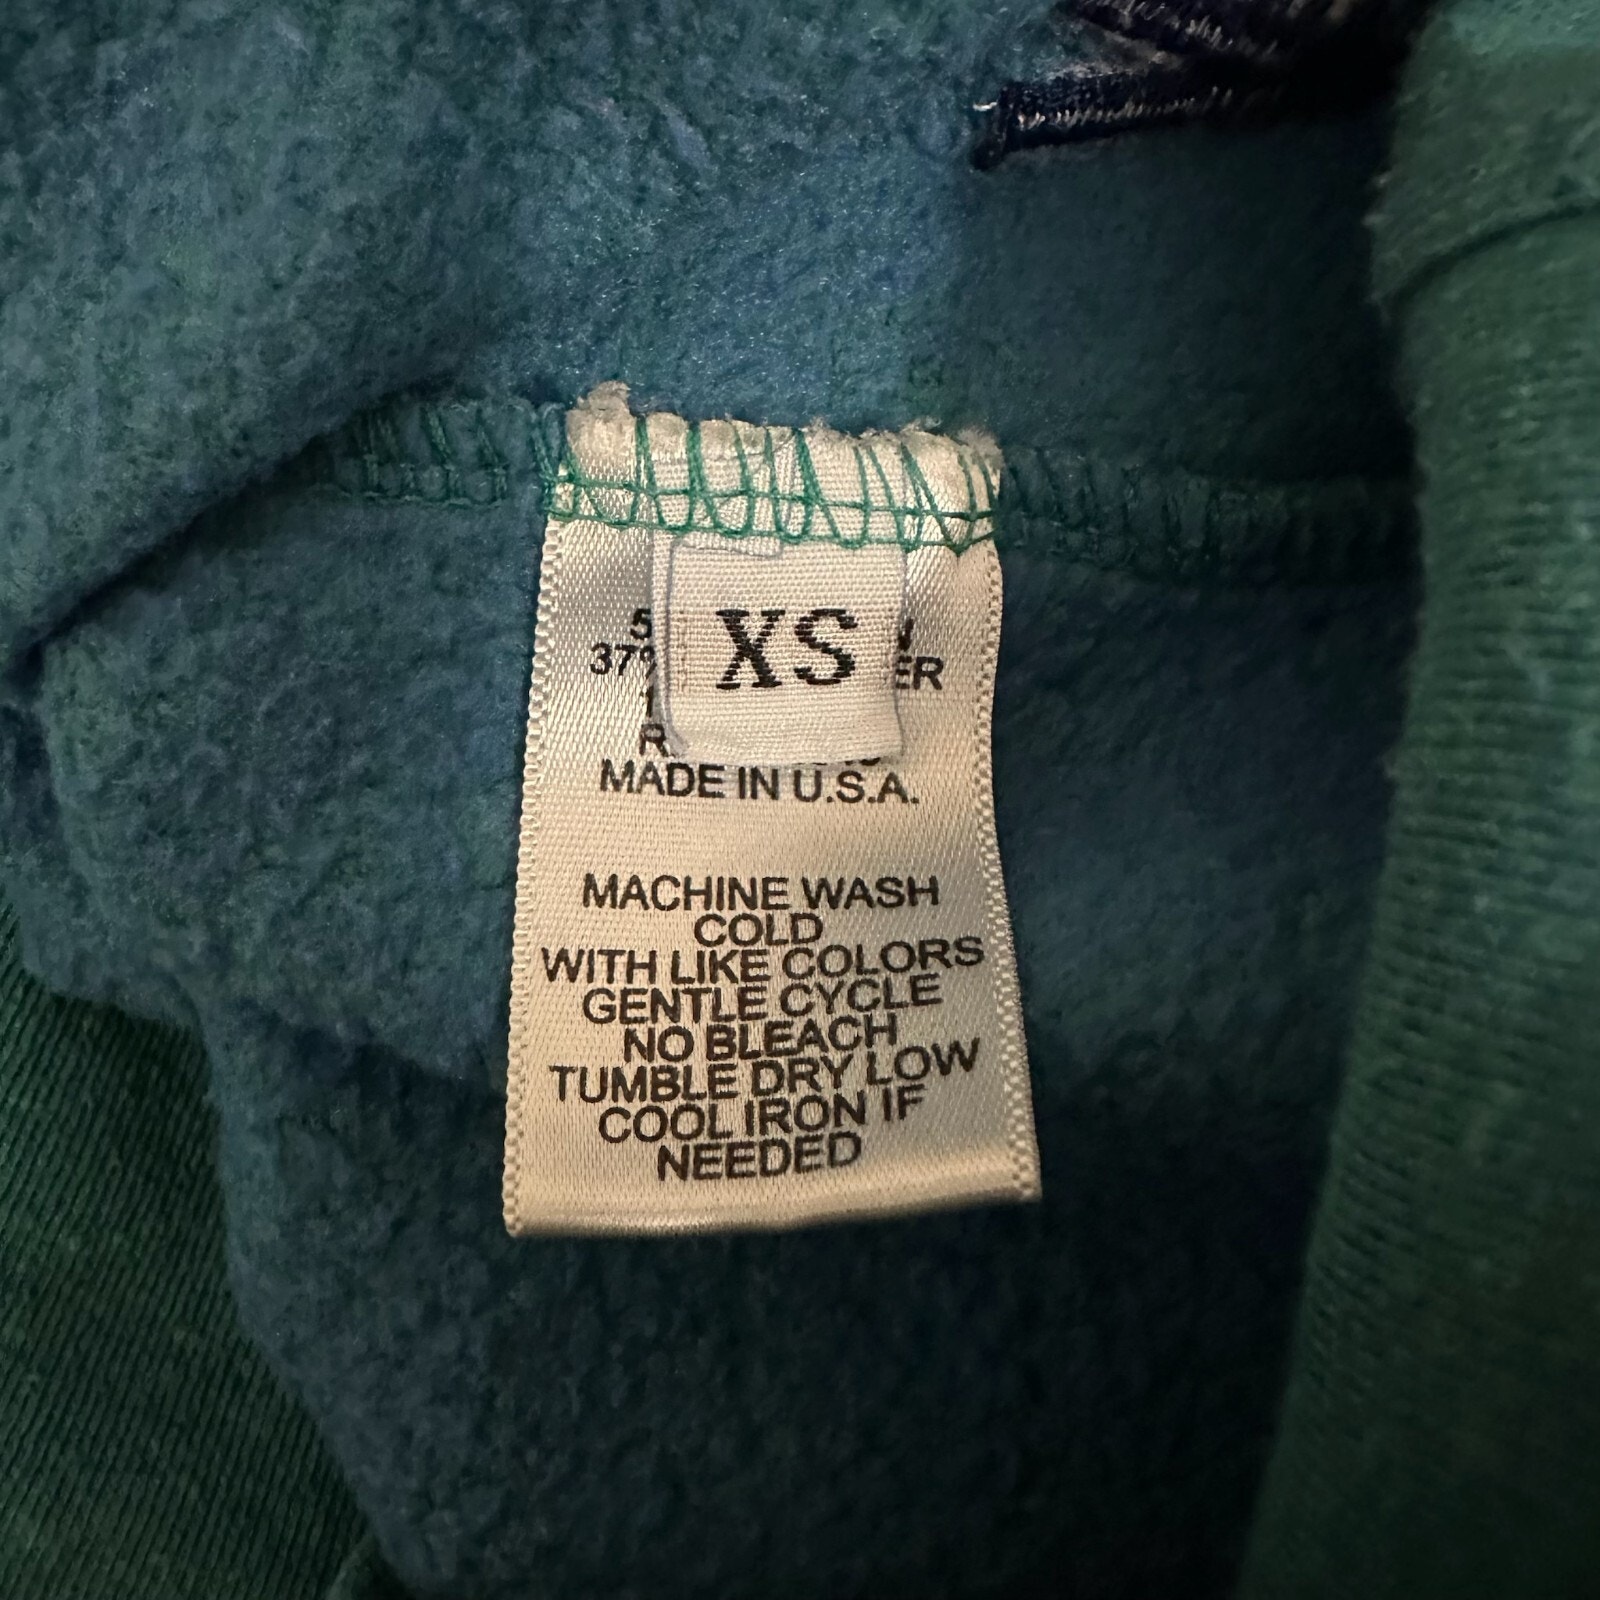 XS
MADE IN U.S.A.
MACHINE WASH
COLD
WITH LIKE COLORS
GENTLE CYCLE
NO BLEACH
TUMBLE DRY LOW
COOL IRON IF
NEEDED